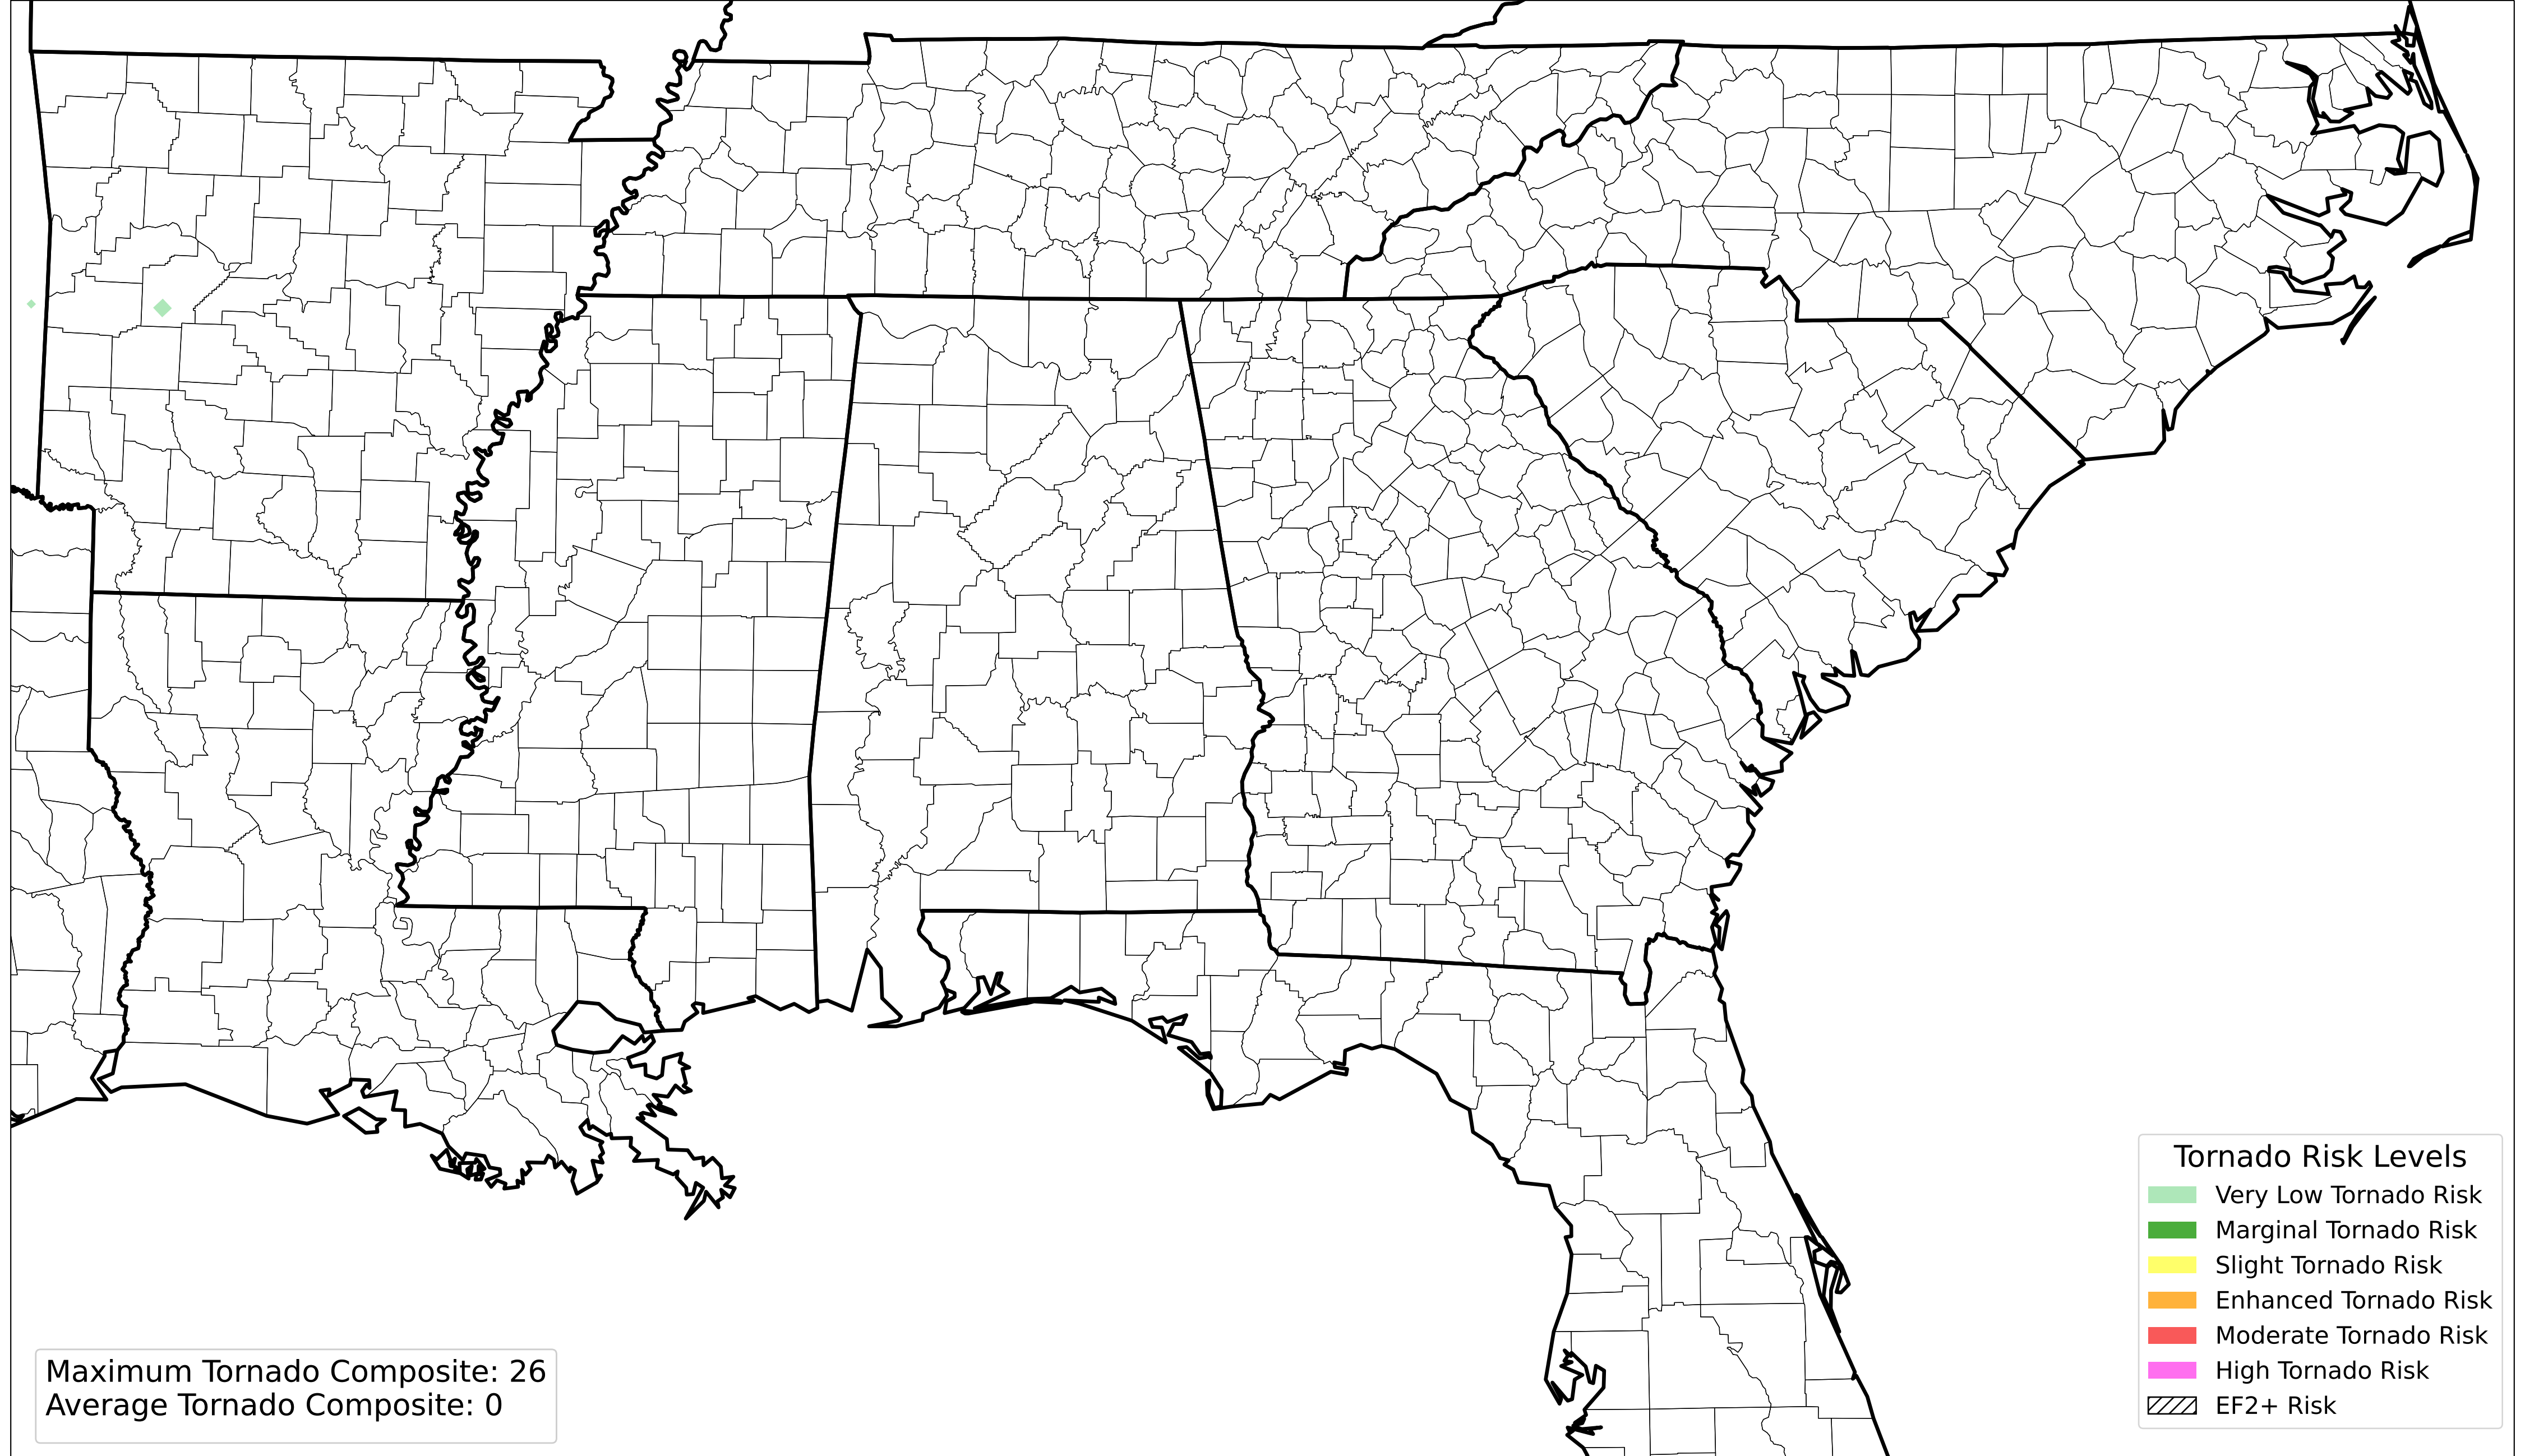 Tornado Risk Levels
Very Low Tornado Risk
Marginal Tornado Risk
Slight Tornado Risk
Enhanced Tornado Risk
Moderate Tornado Risk
High Tornado Risk
EF2+ Risk
Maximum Tornado Composite: 26
Average Tornado Composite: 0